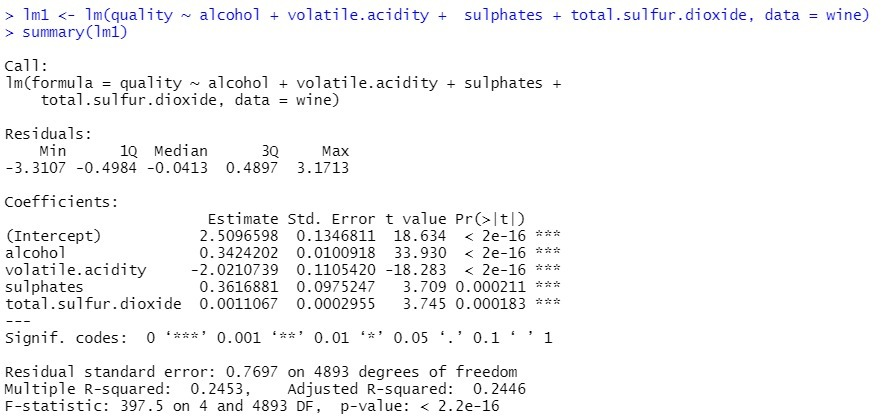 > lm1 <- lm(quality ~ alcohol + volatile.acidity +  sulphates + total.sulfur.dioxide, data = wine)
> summary(lm1)

Call:
lm(formula = quality ~ alcohol + volatile.acidity + sulphates + 
    total.sulfur.dioxide, data = wine)

Residuals:
    Min      1Q  Median      3Q     Max 
-3.3107 -0.4984 -0.0413  0.4897  3.1713 

Coefficients:
                       Estimate Std. Error t value Pr(>|t|)    
(Intercept)           2.5096598  0.1346811  18.634  < 2e-16 ***
alcohol               0.3424202  0.0100918  33.930  < 2e-16 ***
volatile.acidity     -2.0210739  0.1105420 -18.283  < 2e-16 ***
sulphates             0.3616881  0.0975247   3.709 0.000211 ***
total.sulfur.dioxide  0.0011067  0.0002955   3.745 0.000183 ***
---
Signif. codes:  0 ‘***’ 0.001 ‘**’ 0.01 ‘*’ 0.05 ‘.’ 0.1 ‘ ’ 1

Residual standard error: 0.7697 on 4893 degrees of freedom
Multiple R-squared:  0.2453,	Adjusted R-squared:  0.2446 
F-statistic: 397.5 on 4 and 4893 DF,  p-value: < 2.2e-16